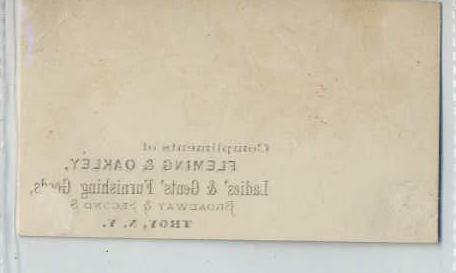 Compliments of
FLEMING & OAKLEY,
Ladies' & Gents' Furnishing Goods,
BROADWAY & SECOND S
TROY, N. Y.